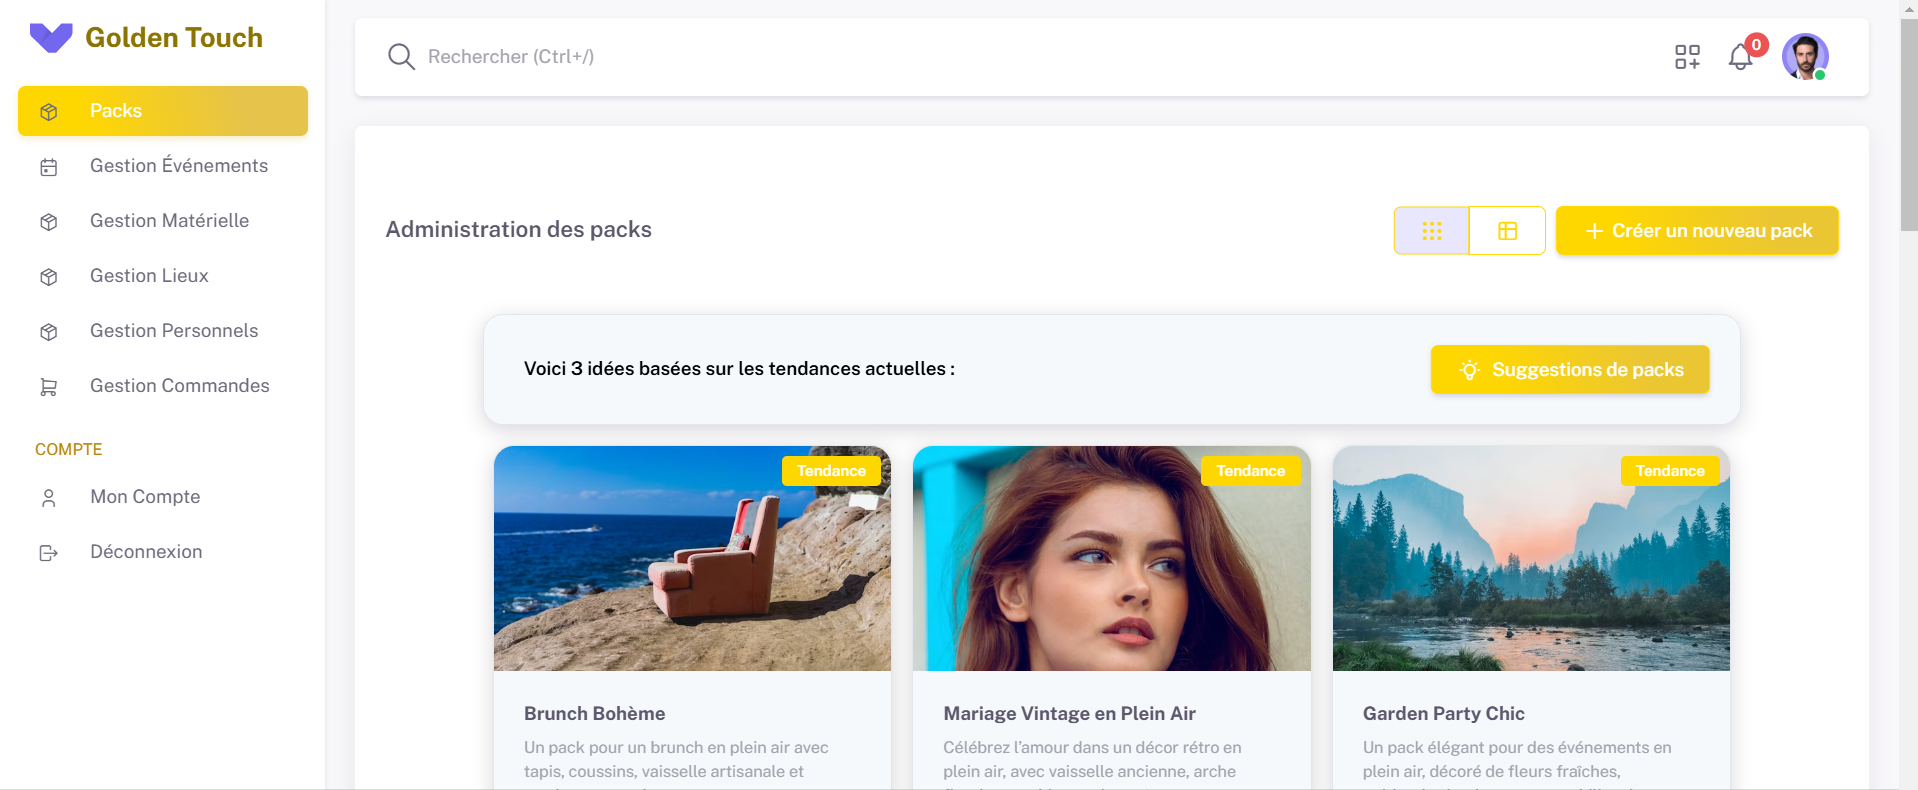 Golden Touch
Rechercher (Ctrl+/)
0
Packs
Gestion Événements
Gestion Matérielle
Gestion Lieux
Gestion Personnels
Gestion Commandes
COMPTE
Mon Compte
Déconnexion
Administration des packs
Créer un nouveau pack
Voici 3 idées basées sur les tendances actuelles :
Suggestions de packs
Tendance
Tendance
Tendance
Brunch Bohème
Un pack pour un brunch en plein air avec
tapis, coussins, vaisselle artisanale et
Mariage Vintage en Plein Air
Célébrez l'amour dans un décor rétro en
plein air, avec vaisselle ancienne, arche
Garden Party Chic
Un pack élégant pour des événements en
plein air, décoré de fleurs fraîches,